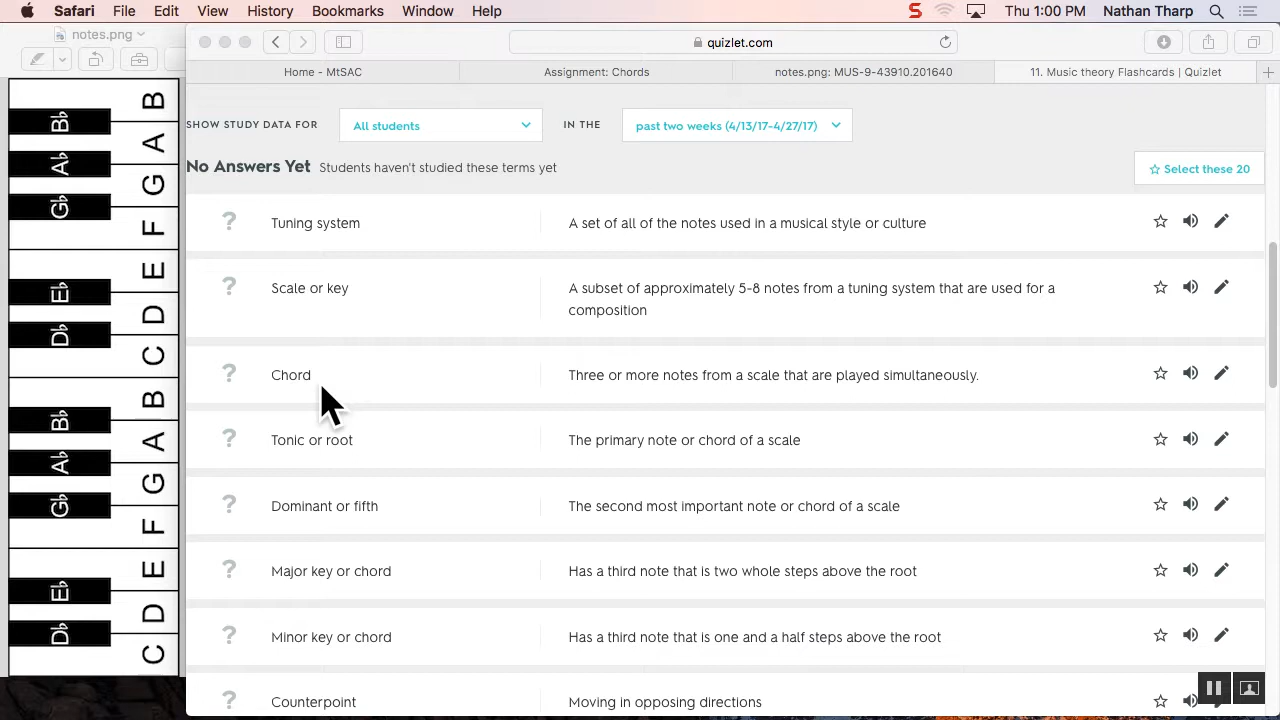 Safari File Edit View History Bookmarks Window Help S Thu 1:00 PM Nathan Tharp
notes.png
quizlet.com
Home - MtSAC
Assignment: Chords
notes.png: MUS-9-43910.201640
11. Music theory Flashcards | Quizlet
SHOW STUDY DATA FOR All students IN THE past two weeks (4/13/17-4/27/17)
No Answers Yet Students haven't studied these terms yet
Select these 20
? Tuning system A set of all of the notes used in a musical style or culture
? Scale or key A subset of approximately 5-8 notes from a tuning system that are used for a
composition
? Chord Three or more notes from a scale that are played simultaneously.
? Tonic or root The primary note or chord of a scale
? Dominant or fifth The second most important note or chord of a scale
? Major key or chord Has a third note that is two whole steps above the root
? Minor key or chord Has a third note that is one and a half steps above the root
? Counterpoint Moving in opposing directions
B
B♭
A
A♭
G
G♭
F
E
E♭
D
D♭
C
B
B♭
A
A♭
G
G♭
F
E
E♭
D
D♭
C